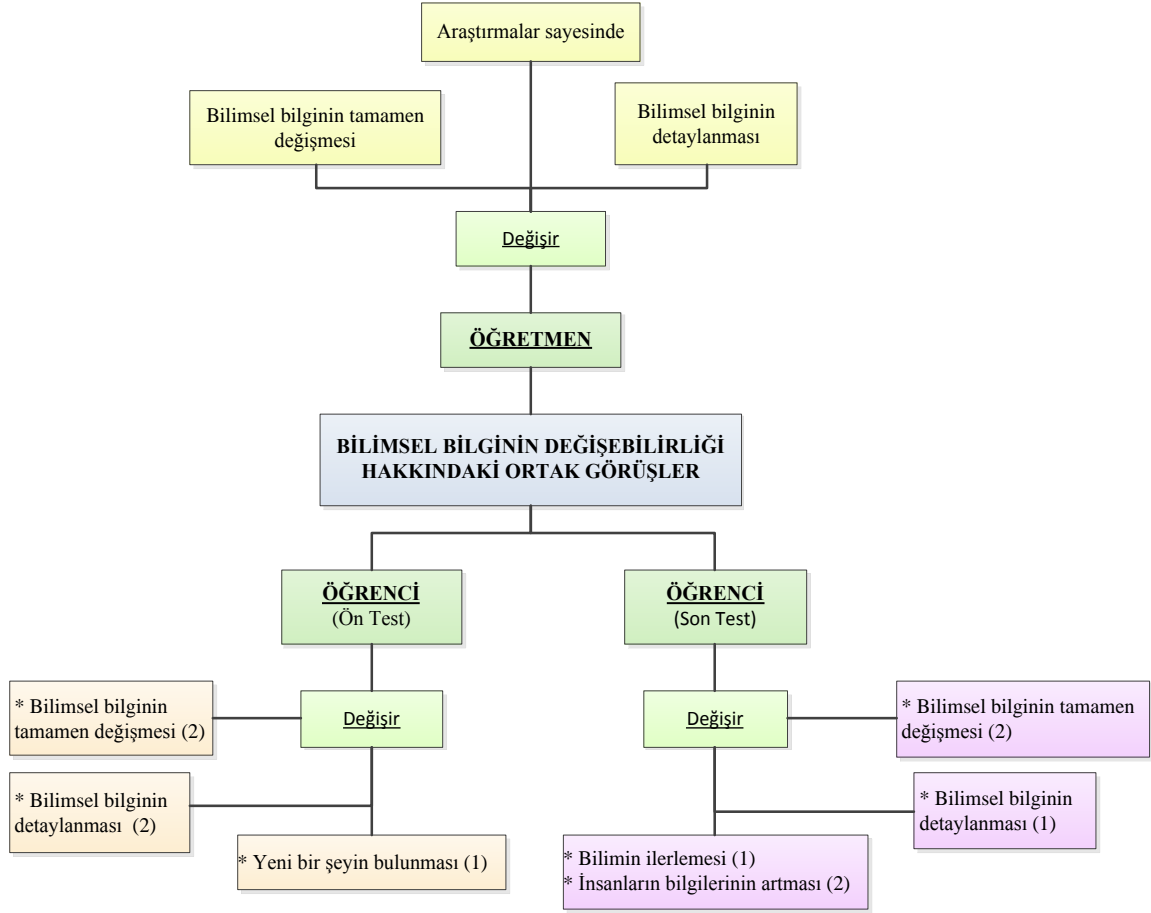 Araştırmalar sayesinde
Bilimsel bilginin tamamen
değişmesi
Bilimsel bilginin
detaylanması
Değişir
ÖĞRETMEN
BİLİMSEL BİLGİNİN DEĞİŞEBİLİRLİĞİ
HAKKINDAKİ ORTAK GÖRÜŞLER
ÖĞRENCİ
(Ön Test)
ÖĞRENCİ
(Son Test)
* Bilimsel bilginin
tamamen değişmesi (2)
Değişir
Değişir
* Bilimsel bilginin tamamen
değişmesi (2)
* Bilimsel bilginin
detaylanması (2)
* Bilimsel bilginin
detaylanması (1)
* Yeni bir şeyin bulunması (1)
* Bilimin ilerlemesi (1)
* İnsanların bilgilerinin artması (2)